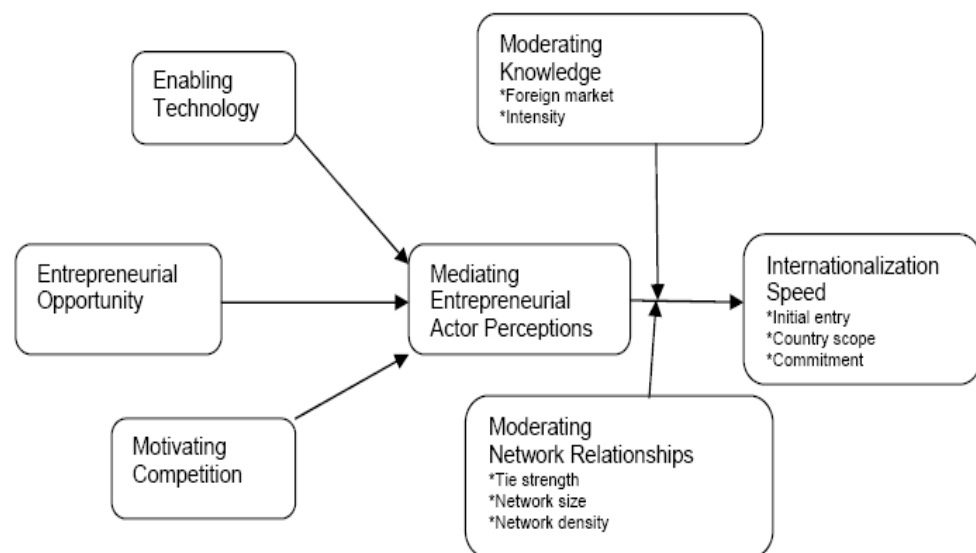 Enabling
Technology
Moderating
Knowledge
*Foreign market
*Intensity
Entrepreneurial
Opportunity
Mediating
Entrepreneurial
Actor Perceptions
Internationalization
Speed
*Initial entry
*Country scope
*Commitment
Motivating
Competition
Moderating
Network Relationships
*Tie strength
*Network size
*Network density